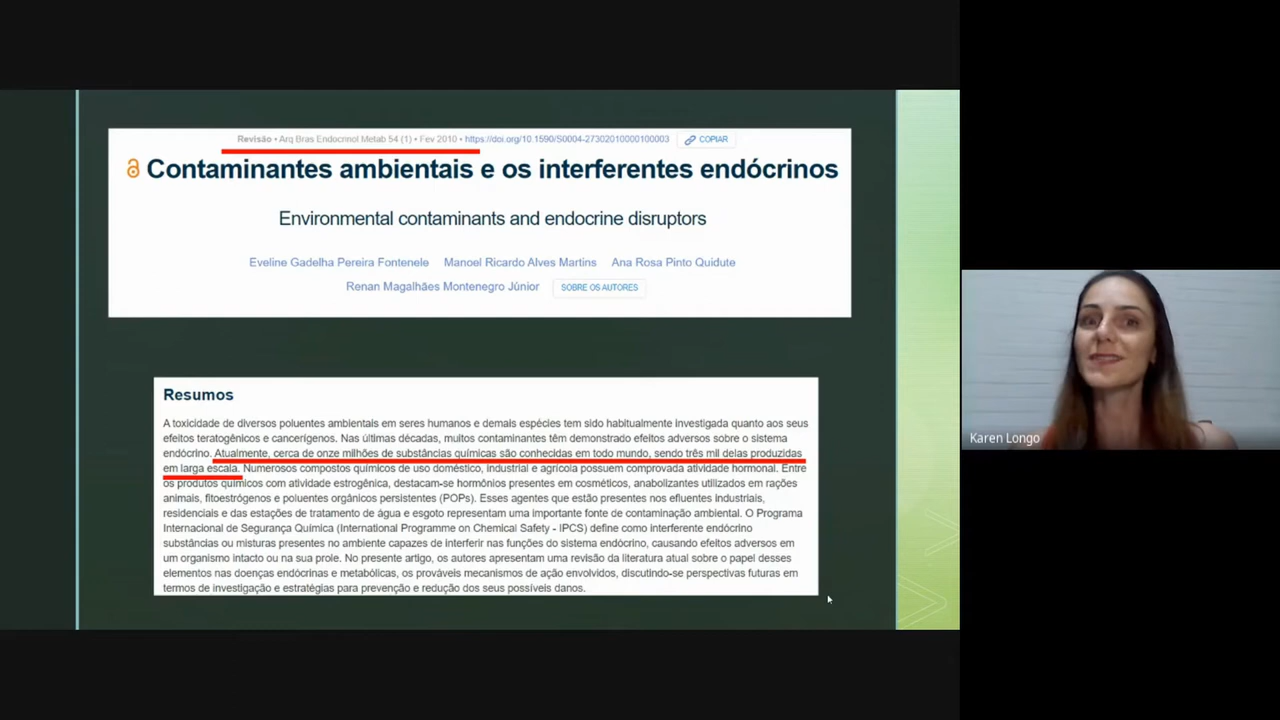 Revisão • Arq Bras Endocrinol Metab 54 (1) • Fev 2010 • https://doi.org/10.1590/S0004-27302010000100003 COPIAR
Contaminantes ambientais e os interferentes endócrinos
Environmental contaminants and endocrine disruptors
Eveline Gadelha Pereira Fontenele Manoel Ricardo Alves Martins Ana Rosa Pinto Quidute
Renan Magalhães Montenegro Júnior SOBRE OS AUTORES
Resumos
A toxicidade de diversos poluentes ambientais em seres humanos e demais espécies tem sido habitualmente investigada quanto aos seus
efeitos teratogênicos e cancerígenos. Nas últimas décadas, muitos contaminantes têm demonstrado efeitos adversos sobre o sistema
endócrino. Atualmente, cerca de onze milhões de substâncias químicas são conhecidas em todo mundo, sendo três mil delas produzidas
em larga escala. Numerosos compostos químicos de uso doméstico, industrial e agrícola possuem comprovada atividade hormonal. Entre
os produtos químicos com atividade estrogênica, destacam-se hormônios presentes em cosméticos, anabolizantes utilizados em rações
animais, fitoestrógenos e poluentes orgânicos persistentes (POPs). Esses agentes que estão presentes nos efluentes industriais,
residenciais e das estações de tratamento de água e esgoto representam uma importante fonte de contaminação ambiental. O Programa
Internacional de Segurança Química (International Programme on Chemical Safety - IPCS) define como interferente endócrino
substâncias ou misturas presentes no ambiente capazes de interferir nas funções do sistema endócrino, causando efeitos adversos em
um organismo intacto ou na sua prole. No presente artigo, os autores apresentam uma revisão da literatura atual sobre o papel desses
elementos nas doenças endócrinas e metabólicas, os prováveis mecanismos de ação envolvidos, discutindo-se perspectivas futuras em
termos de investigação e estratégias para prevenção e redução dos seus possíveis danos.
Karen Longo